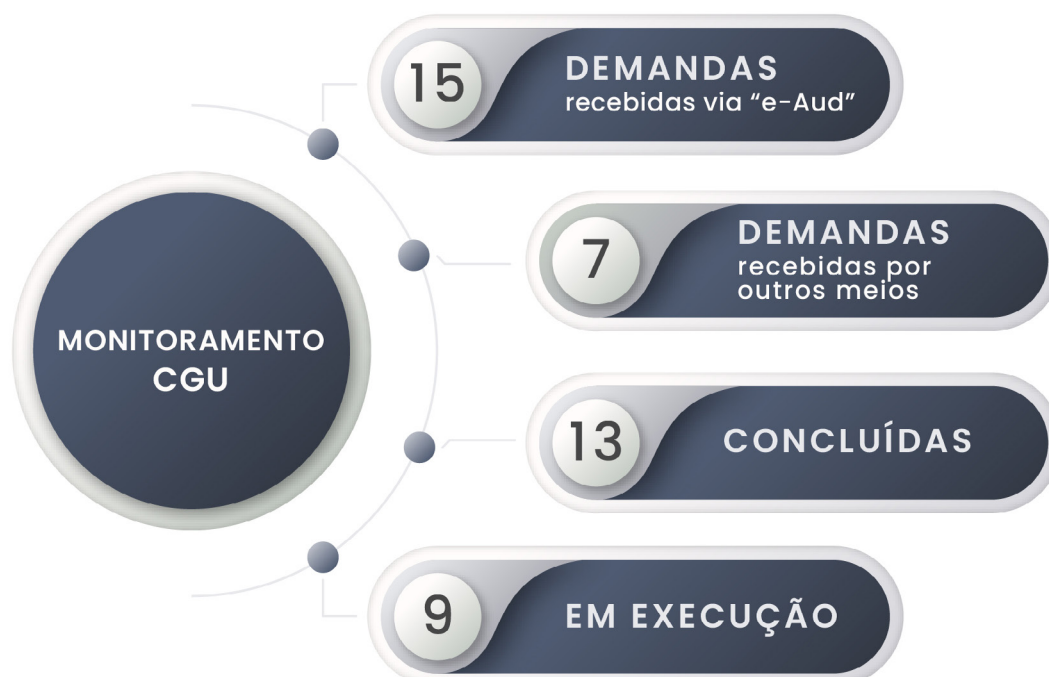 15
DEMANDAS
recebidas via “e-Aud”
7
DEMANDAS
recebidas por
outros meios
MONITORAMENTO
CGU
13
CONCLUÍDAS
9
EM EXECUÇÃO